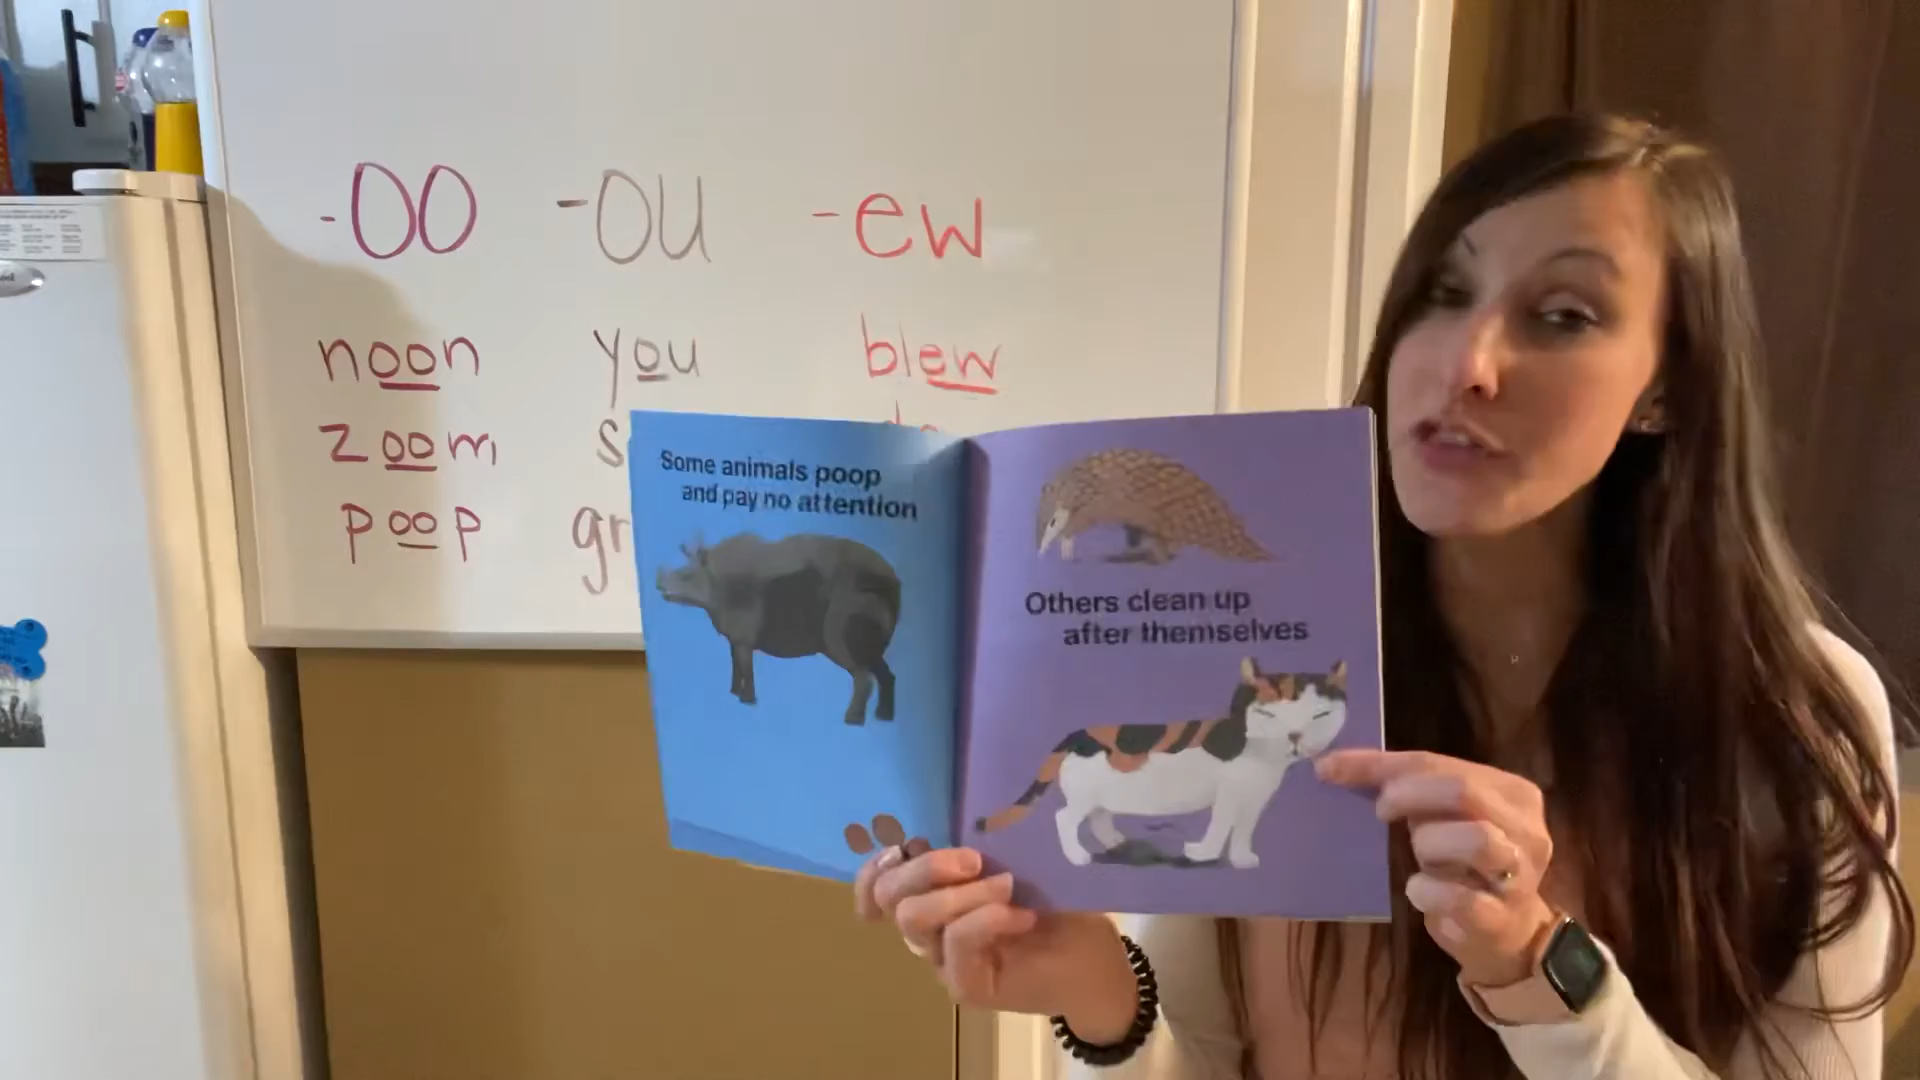 -oo -ou -ew
noon you blew
zoom
poop
Some animals poop
and pay no attention
Others clean up
after themselves